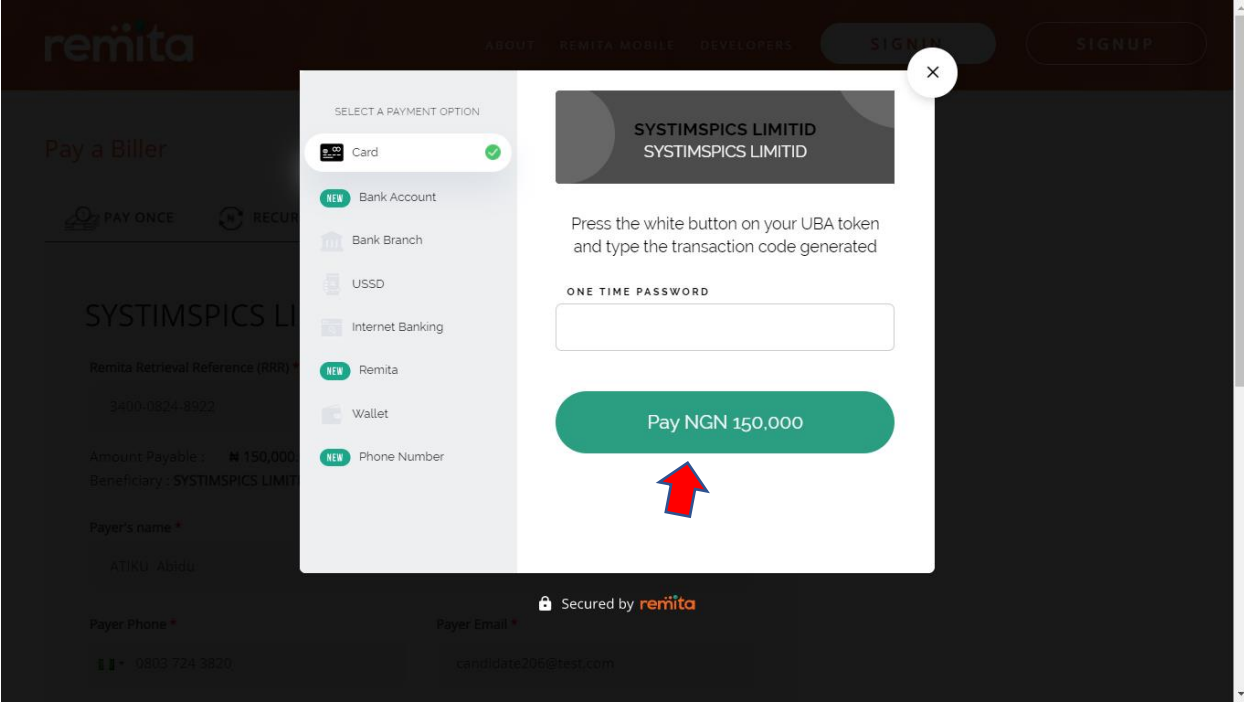 remita
ABOUT REMITA MOBILE DEVELOPERS SIGNIN SIGNUP
Pay a Biller
PAY ONCE RECUR
SYSTIMSPICS LI
Remita Retrieval Reference (RRR) *
3400-0824-8922
Amount Payable : ₦ 150,000.
Beneficiary : SYSTIMSPICS LIMIT
Payer's name *
ATIKU Abidu
Payer Phone * Payer Email *
0803 724 3820 candidate206@test.com
SELECT A PAYMENT OPTION
Card
NEW Bank Account
Bank Branch
USSD
Internet Banking
NEW Remita
Wallet
NEW Phone Number
SYSTIMSPICS LIMITID
SYSTIMSPICS LIMITID
Press the white button on your UBA token
and type the transaction code generated
ONE TIME PASSWORD
Pay NGN 150,000
Secured by remita